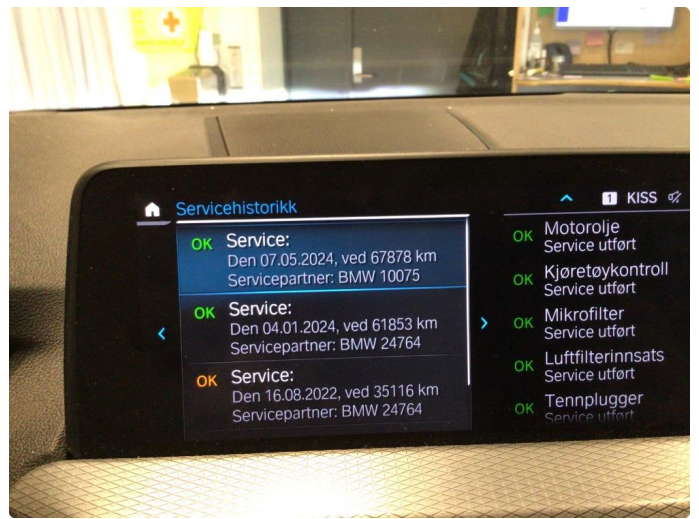 Servicehistorikk
1 KISS
OK Service:
Den 07.05.2024, ved 67878 km
Servicepartner: BMW 10075
OK Service:
Den 04.01.2024, ved 61853 km
Servicepartner: BMW 24764
OK Service:
Den 16.08.2022, ved 35116 km
Servicepartner: BMW 24764
OK Motorolje
Service utført
OK Kjøretøykontroll
Service utført
OK Mikrofilter
Service utført
OK Luftfilterinnsats
Service utført
OK Tennplugger
Service utført